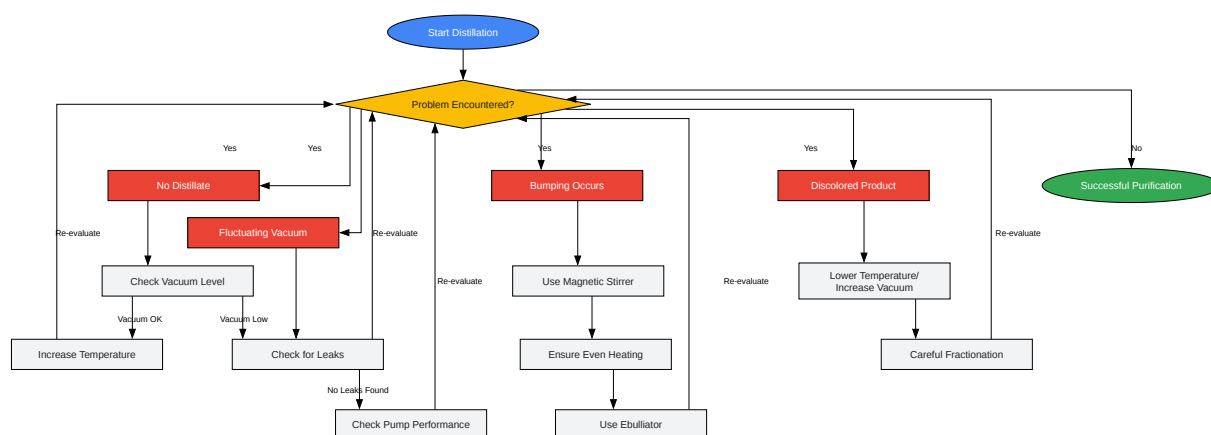 Start Distillation
Problem Encountered?
Yes
Yes
Yes
Yes
No
No Distillate
Bumping Occurs
Discolored Product
Successful Purification
Fluctuating Vacuum
Re-evaluate
Re-evaluate
Re-evaluate
Check Vacuum Level
Use Magnetic Stirrer
Lower Temperature/
Increase Vacuum
Re-evaluate
Re-evaluate
Vacuum OK
Vacuum Low
Increase Temperature
Check for Leaks
Ensure Even Heating
Careful Fractionation
No Leaks Found
Check Pump Performance
Use Ebulliator